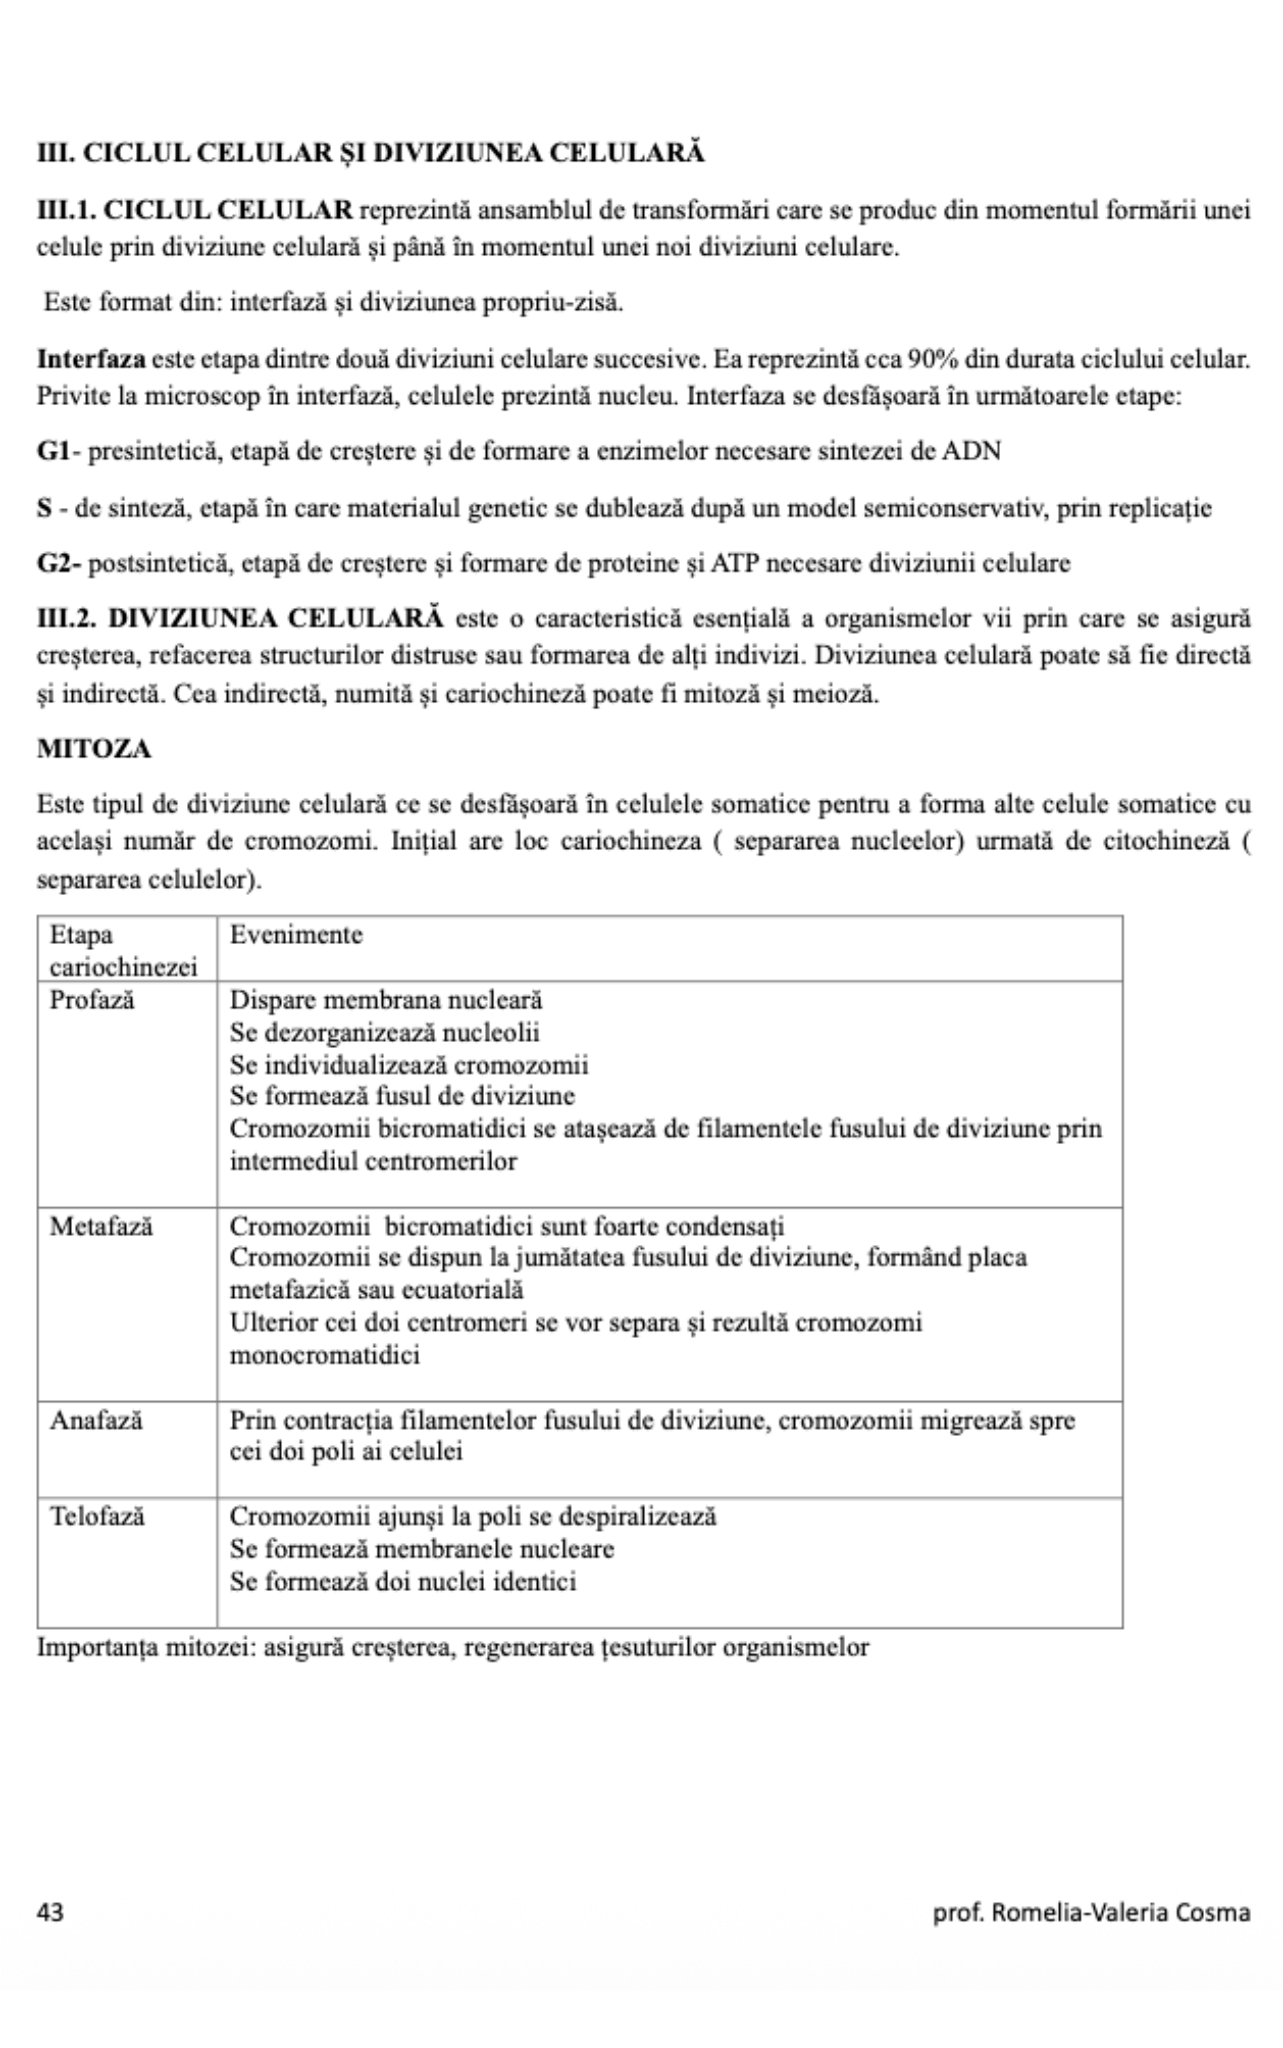 III. CICLUL CELULAR ȘI DIVIZIUNEA CELULARĂ
III.1. CICLUL CELULAR reprezintă ansamblul de transformări care se produc din momentul formării unei
celule prin diviziune celulară și până în momentul unei noi diviziuni celulare.
Este format din: interfază și diviziunea propriu-zisă.
Interfaza este etapa dintre două diviziuni celulare succesive. Ea reprezintă cca 90% din durata ciclului celular.
Privite la microscop în interfază, celulele prezintă nucleu. Interfaza se desfășoară în următoarele etape:
G1- presintetică, etapă de creștere și de formare a enzimelor necesare sintezei de ADN
S - de sinteză, etapă în care materialul genetic se dublează după un model semiconservativ, prin replicație
G2- postsintetică, etapă de creștere și formare de proteine și ATP necesare diviziunii celulare
III.2. DIVIZIUNEA CELULARĂ este o caracteristică esențială a organismelor vii prin care se asigură
creșterea, refacerea structurilor distruse sau formarea de alți indivizi. Diviziunea celulară poate să fie directă
și indirectă. Cea indirectă, numită și cariochineză poate fi mitoză și meioză.
MITOZA
Este tipul de diviziune celulară ce se desfășoară în celulele somatice pentru a forma alte celule somatice cu
același număr de cromozomi. Inițial are loc cariochineza ( separarea nucleelor) urmată de citochineză (
separarea celulelor).
Etapa
cariochinezei
Evenimente
Profază
Dispare membrana nucleară
Se dezorganizează nucleolii
Se individualizează cromozomii
Se formează fusul de diviziune
Cromozomii bicromatidici se atașează de filamentele fusului de diviziune prin
intermediul centromerilor
Metafază
Cromozomii bicromatidici sunt foarte condensați
Cromozomii se dispun la jumătatea fusului de diviziune, formând placa
metafazică sau ecuatorială
Ulterior cei doi centromeri se vor separa și rezultă cromozomi
monocromatidici
Anafază
Prin contracția filamentelor fusului de diviziune, cromozomii migrează spre
cei doi poli ai celulei
Telofază
Cromozomii ajunși la poli se despiralizează
Se formează membranele nucleare
Se formează doi nuclei identici
Importanța mitozei: asigură creșterea, regenerarea țesuturilor organismelor
43
prof. Romelia-Valeria Cosma